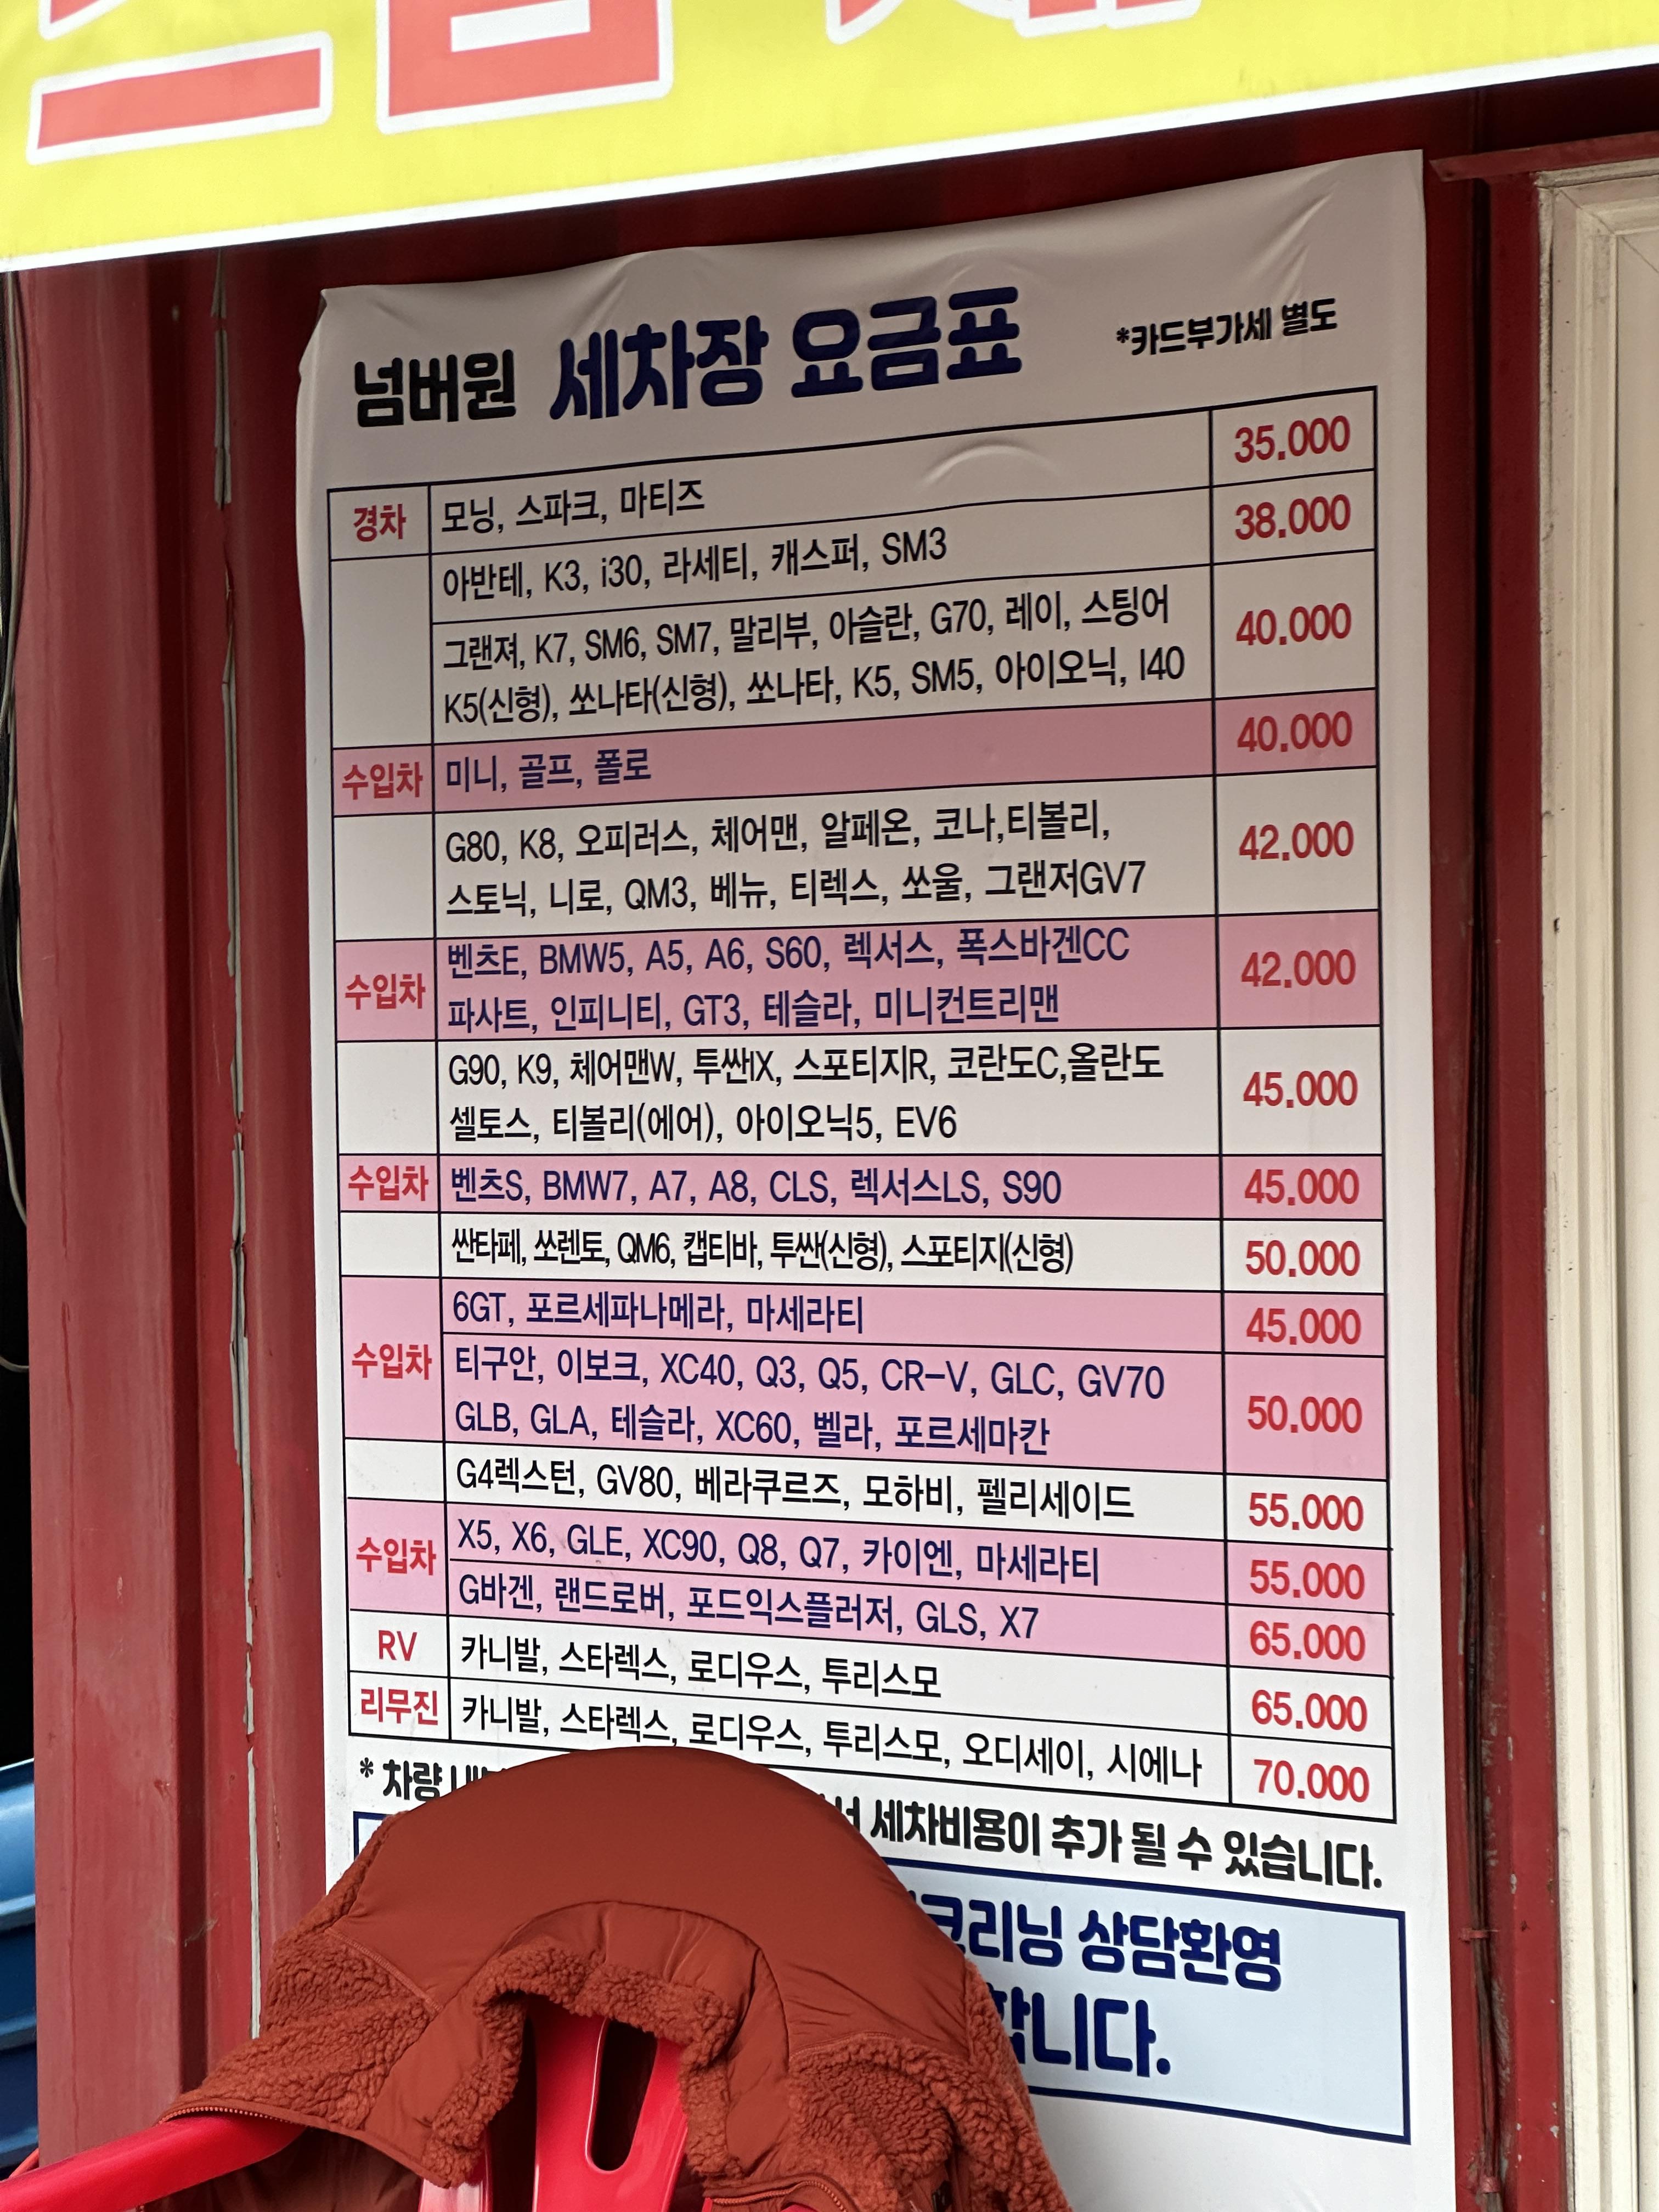 넘버원 세차장 요금표 *카드부가세 별도
경차 모닝, 스파크, 마티즈 35.000
아반테, K3, i30, 라세티, 캐스퍼, SM3 38.000
그랜져, K7, SM6, SM7, 말리부, 아슬란, G70, 레이, 스팅어
K5(신형), 쏘나타(신형), 쏘나타, K5, SM5, 아이오닉, I40 40.000
수입차 미니, 골프, 폴로 40.000
G80, K8, 오피러스, 체어맨, 알페온, 코나,티볼리,
스토닉, 니로, QM3, 베뉴, 티렉스, 쏘울, 그랜저GV7 42.000
수입차 벤츠E, BMW5, A5, A6, S60, 렉서스, 폭스바겐CC
파사트, 인피니티, GT3, 테슬라, 미니컨트리맨 42.000
G90, K9, 체어맨W, 투싼IX, 스포티지R, 코란도C,올란도
셀토스, 티볼리(에어), 아이오닉5, EV6 45.000
수입차 벤츠S, BMW7, A7, A8, CLS, 렉서스LS, S90 45.000
싼타페, 쏘렌토, QM6, 캡티바, 투싼(신형), 스포티지(신형) 50.000
수입차 6GT, 포르세파나메라, 마세라티 45.000
티구안, 이보크, XC40, Q3, Q5, CR-V, GLC, GV70
GLB, GLA, 테슬라, XC60, 벨라, 포르세마칸 50.000
G4렉스턴, GV80, 베라쿠르즈, 모하비, 펠리세이드 55.000
수입차 X5, X6, GLE, XC90, Q8, Q7, 카이엔, 마세라티 55.000
G바겐, 랜드로버, 포드익스플러저, GLS, X7 65.000
RV 카니발, 스타렉스, 로디우스, 투리스모 65.000
리무진 카니발, 스타렉스, 로디우스, 투리스모, 오디세이, 시에나 70.000
* 차량 세차비용이 추가 될 수 있습니다.
상담환영